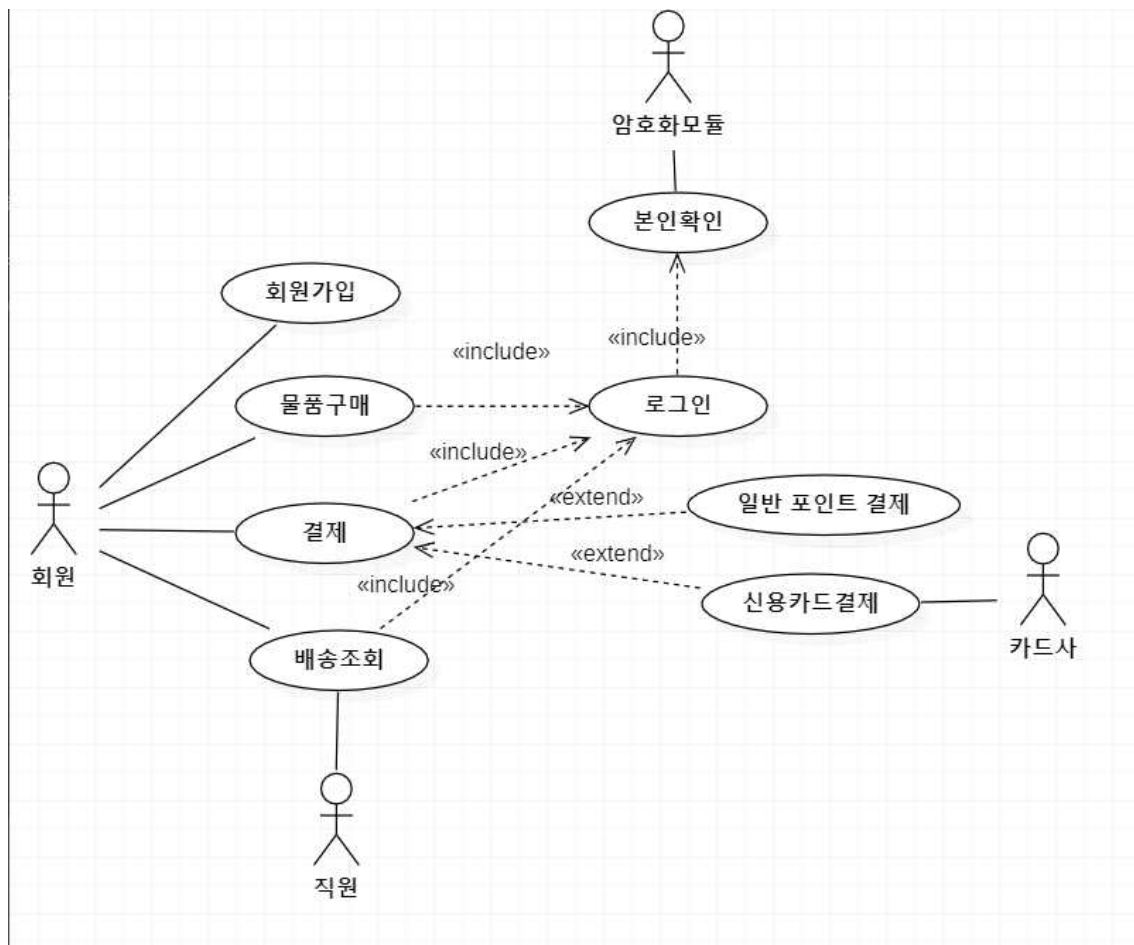 암호화모듈
본인확인
회원가입
«include»
«include»
물품구매
로그인
«include»
«extend»
일반 포인트 결제
결제
«extend»
회원
«include»
신용카드결제
카드사
배송조회
직원